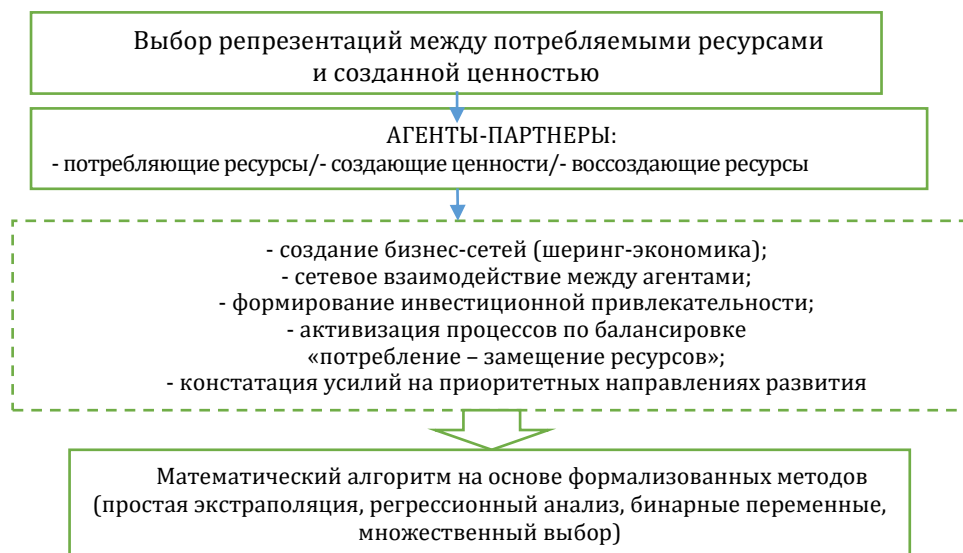 Выбор репрезентаций между потребляемыми ресурсами
и созданной ценностью
АГЕНТЫ-ПАРТНЕРЫ:
- потребляющие ресурсы/- создающие ценности/- воссоздающие ресурсы
- создание бизнес-сетей (шеринг-экономика);
- сетевое взаимодействие между агентами;
- формирование инвестиционной привлекательности;
- активизация процессов по балансировке
«потребление – замещение ресурсов»;
- констатация усилий на приоритетных направлениях развития
Математический алгоритм на основе формализованных методов
(простая экстраполяция, регрессионный анализ, бинарные переменные,
множественный выбор)